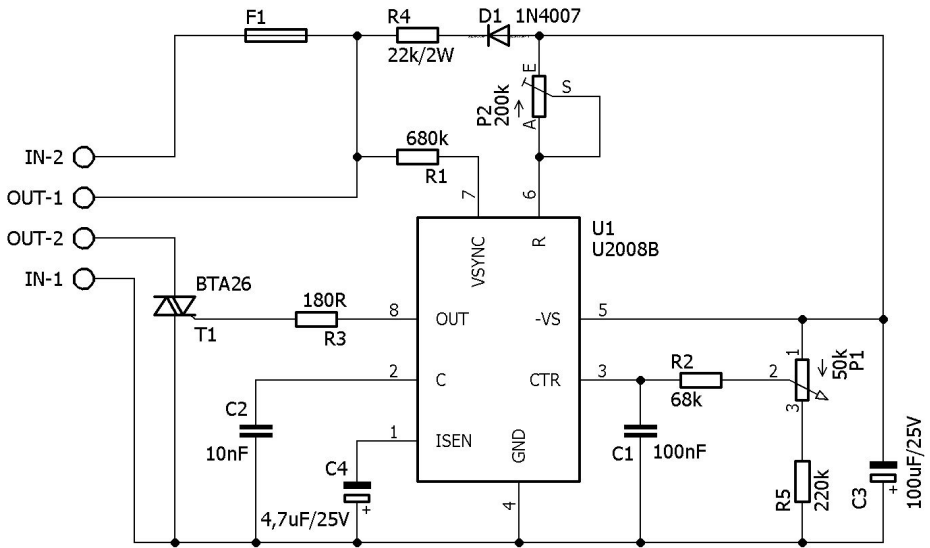 F1
R4
22k/2W
D1
1N4007
E
S
P2
200k
A
IN-2
680k
R1
OUT-1
7
6
OUT-2
U1
U2008B
VSYNC
R
IN-1
BTA26
T1
180R
R3
8
OUT
-VS
5
1
50k
P1
2
C
CTR
3
R2
68k
2
3
C2
10nF
1
ISEN
GND
C1
100nF
C4
4,7uF/25V
+
4
R5
220k
C3
100uF/25V
+